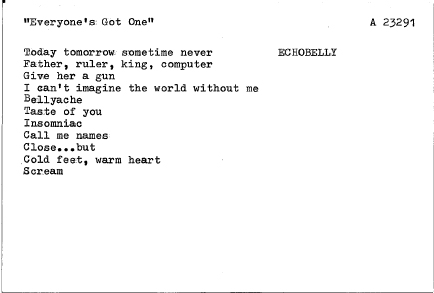 "Everyone's Got One" A 23291
Today tomorrow sometime never ECHOBELLY
Father, ruler, king, computer
Give her a gun
I can't imagine the world without me
Bellyache
Taste of you
Insomniac
Call me names
Close...but
Cold feet, warm heart
Scream